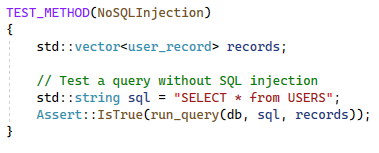 TEST_METHOD(NoSQLInjection)
{
    std::vector<user_record> records;

    // Test a query without SQL injection
    std::string sql = "SELECT * from USERS";
    Assert::IsTrue(run_query(db, sql, records));
}